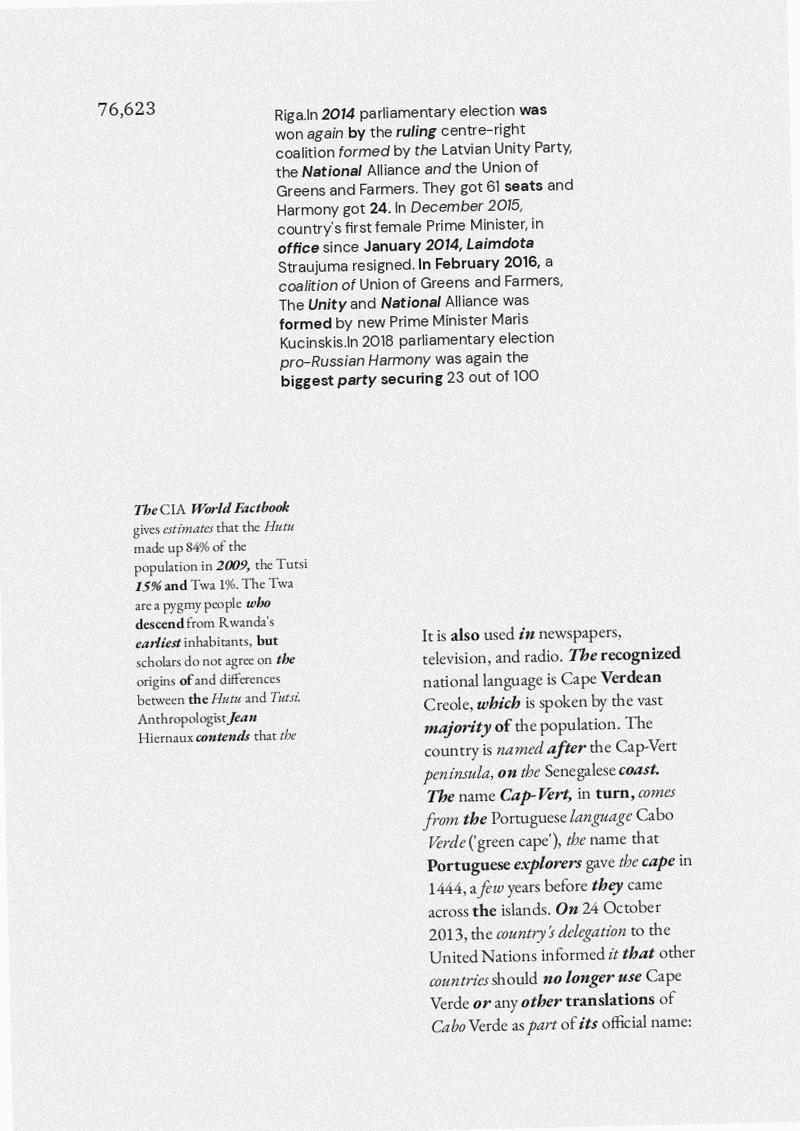 76,623
Riga.In 2014 parliamentary election was
won again by the ruling centre-right
coalition formed by the Latvian Unity Party,
the National Alliance and the Union of
Greens and Farmers. They got 61 seats and
Harmony got 24. In December 2015,
country's first female Prime Minister, in
office since January 2014, Laimdota
Straujuma resigned. In February 2016, a
coalition of Union of Greens and Farmers,
The Unity and National Alliance was
formed by new Prime Minister Maris
Kucinskis.In 2018 parliamentary election
pro-Russian Harmony was again the
biggest party securing 23 out of 100
The CIA World Factbook
gives estimates that the Hutu
made up 84% of the
population in 2009, the Tutsi
15% and Twa 1%. The Twa
are a pygmy people who
descend from Rwanda's
earliest inhabitants, but
scholars do not agree on the
origins of and differences
between the Hutu and Tutsi.
Anthropologist Jean
Hiernaux contends that the
It is also used in newspapers,
television, and radio. The recognized
national language is Cape Verdean
Creole, which is spoken by the vast
majority of the population. The
country is named after the Cap-Vert
peninsula, on the Senegalese coast.
The name Cap-Vert, in turn, comes
from the Portuguese language Cabo
Verde ('green cape'), the name that
Portuguese explorers gave the cape in
1444, a few years before they came
across the islands. On 24 October
2013, the country's delegation to the
United Nations informed it that other
countries should no longer use Cape
Verde or any other translations of
Cabo Verde as part of its official name: